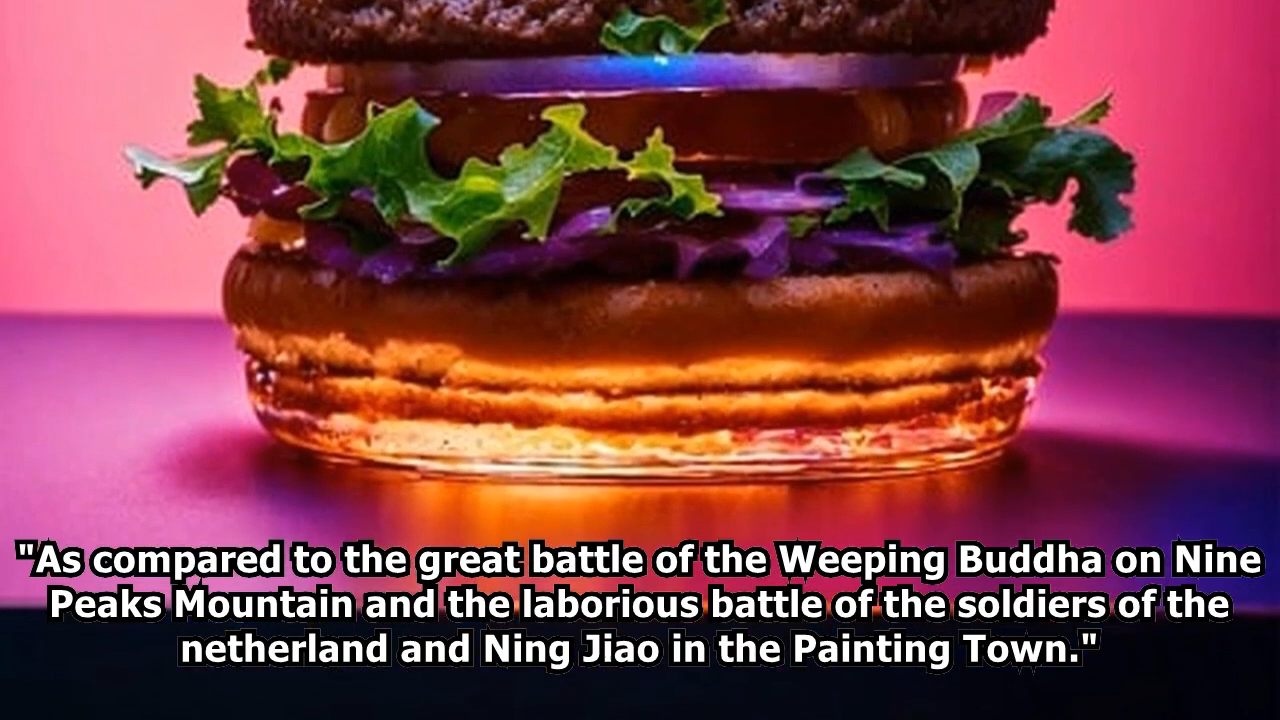 "As compared to the great battle of the Weeping Buddha on Nine
Peaks Mountain and the laborious battle of the soldiers of the
netherland and Ning Jiao in the Painting Town."